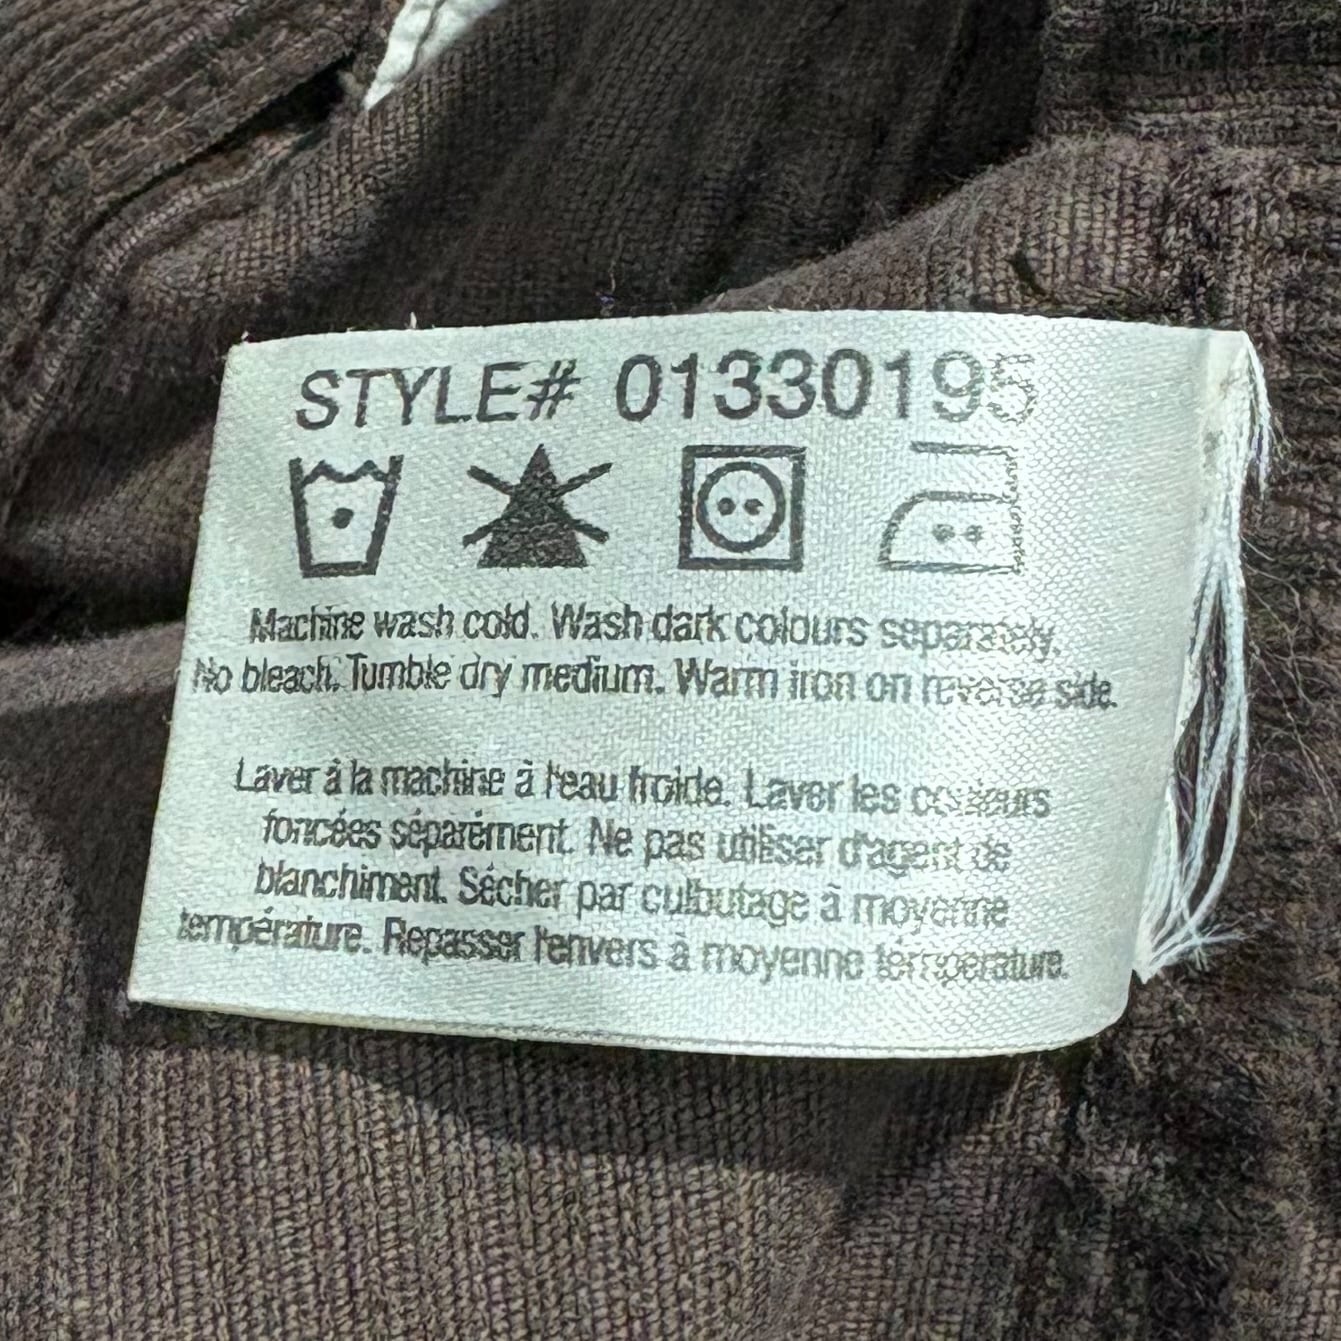 STYLE# 01330195
Machine wash cold. Wash dark colours separately.
No bleach. Tumble dry medium. Warm iron on reverse side.
Laver à la machine à l'eau froide. Laver les couleurs
foncées séparément. Ne pas utiliser d'agent de
blanchiment. Sécher par culbutage à moyenne
température. Repasser l'envers à moyenne température.